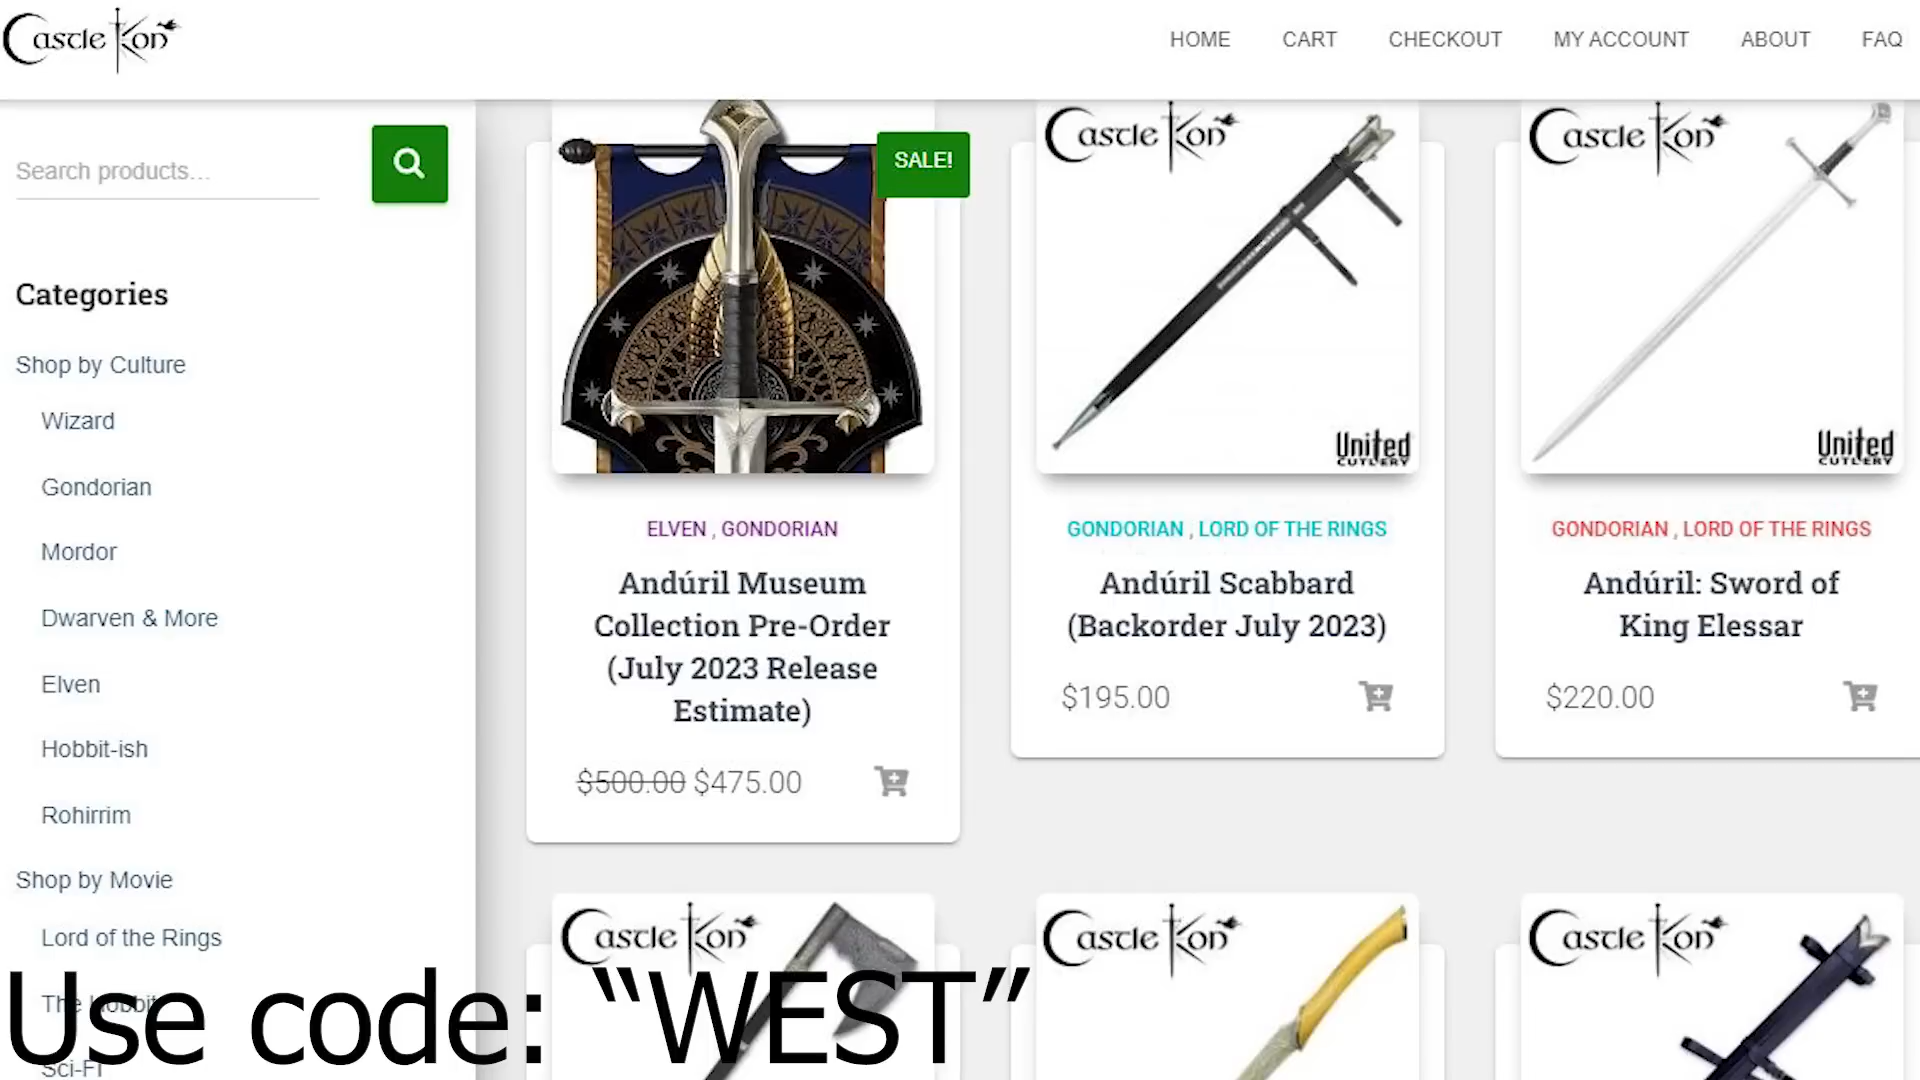 Castle Kon
HOME CART CHECKOUT MY ACCOUNT ABOUT FAQ
Search products...
Categories
Shop by Culture
Wizard
Gondorian
Mordor
Dwarven & More
Elven
Hobbit-ish
Rohirrim
Shop by Movie
Lord of the Rings
The Hobbit
Sci-Fi
SALE!
ELVEN , GONDORIAN
Andúril Museum
Collection Pre-Order
(July 2023 Release
Estimate)
$500.00 $475.00
Castle Kon
United
CUTLERY
GONDORIAN , LORD OF THE RINGS
Andúril Scabbard
(Backorder July 2023)
$195.00
Castle Kon
United
CUTLERY
GONDORIAN , LORD OF THE RINGS
Andúril: Sword of
King Elessar
$220.00
Castle Kon
Castle Kon
Castle Kon
Use code: “WEST”